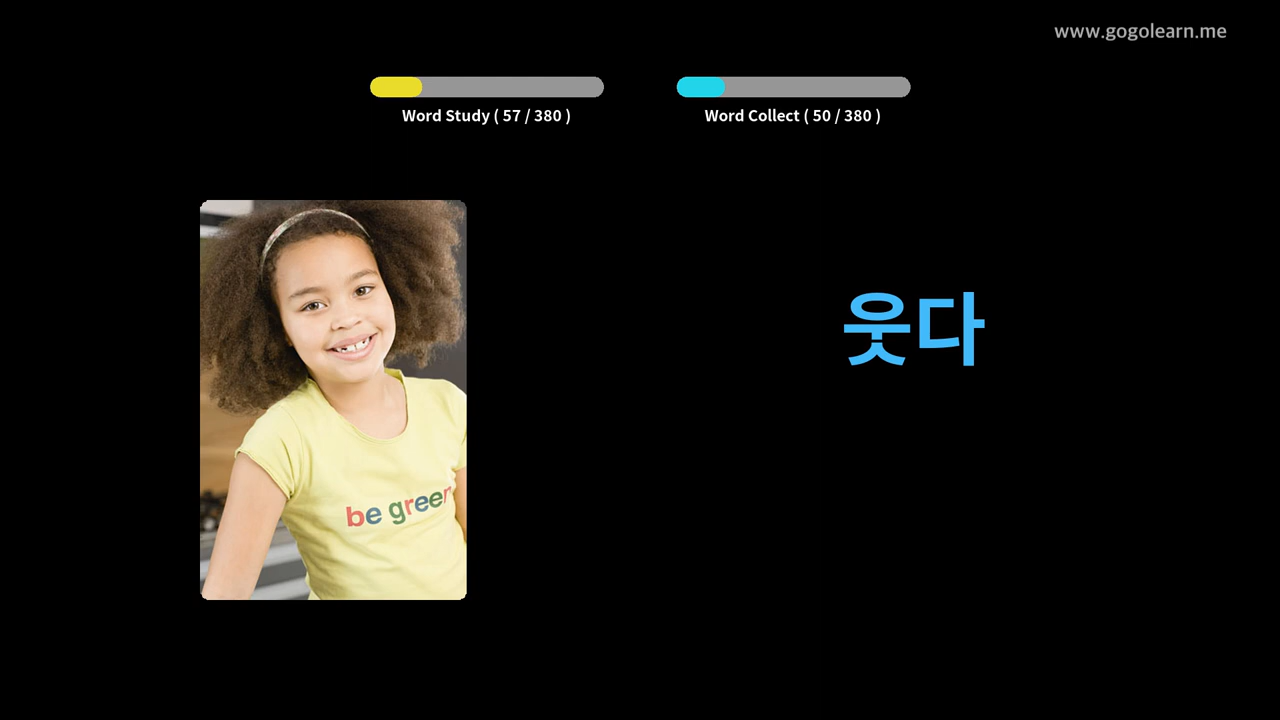 www.gogolearn.me
Word Study ( 57 / 380 )
Word Collect ( 50 / 380 )
웃다
be green